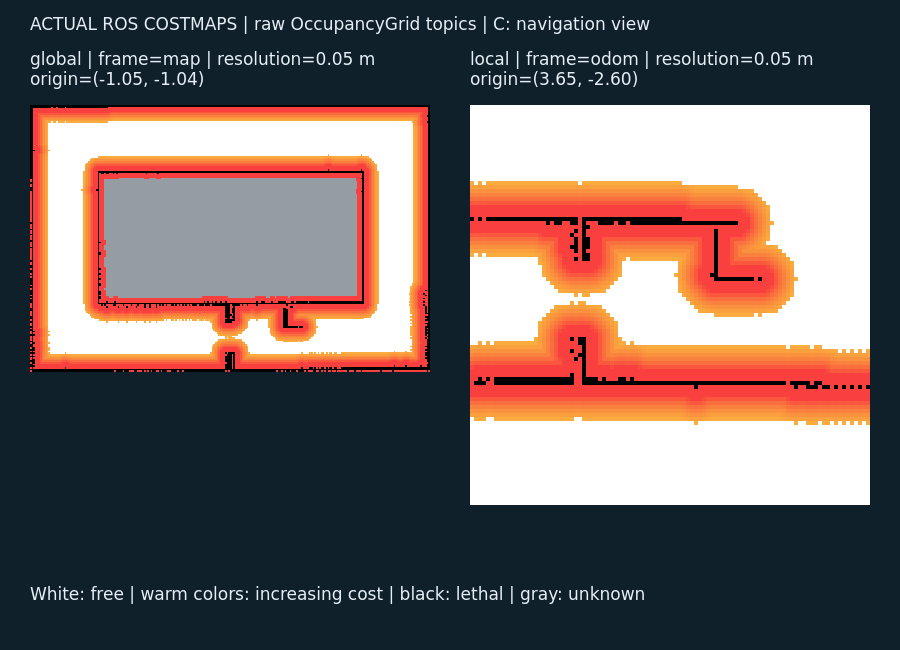 ACTUAL ROS COSTMAPS | raw OccupancyGrid topics | C: navigation view
global | frame=map | resolution=0.05 m
origin=(-1.05, -1.04)
local | frame=odom | resolution=0.05 m
origin=(3.65, -2.60)
White: free | warm colors: increasing cost | black: lethal | gray: unknown